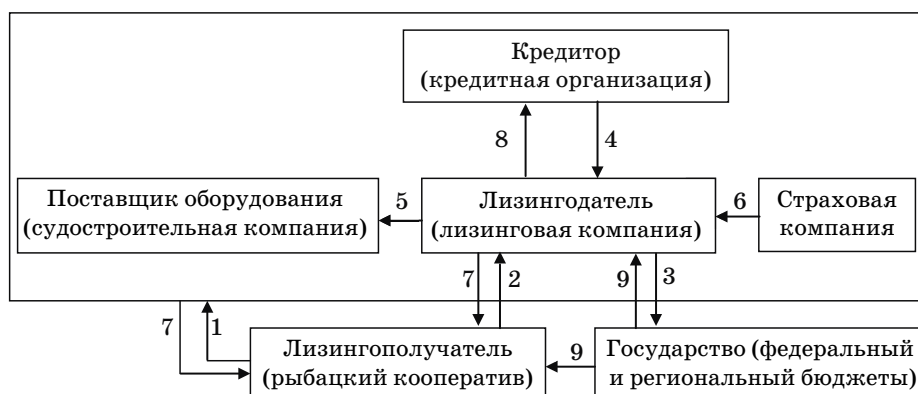 Кредитор
(кредитная организация)
8
4
Поставщик оборудования
(судостроительная компания)
5
Лизингодатель
(лизинговая компания)
6
Страховая
компания
7
2
9
3
7
1
Лизингополучатель
(рыбацкий кооператив)
9
Государство (федеральный
и региональный бюджеты)